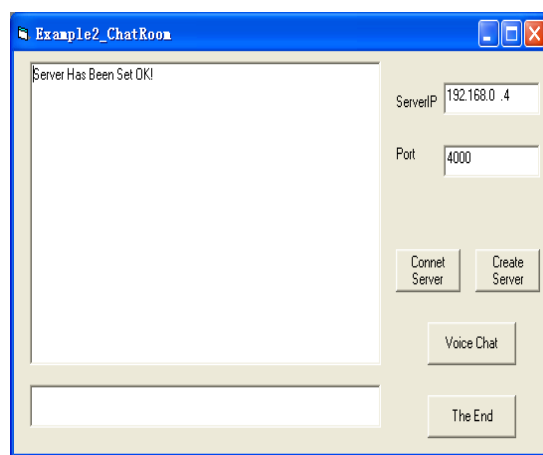 Example2_ChatRoom
Server Has Been Set OK!
ServerIP 192.168.0 .4
Port 4000
Connet Server
Create Server
Voice Chat
The End